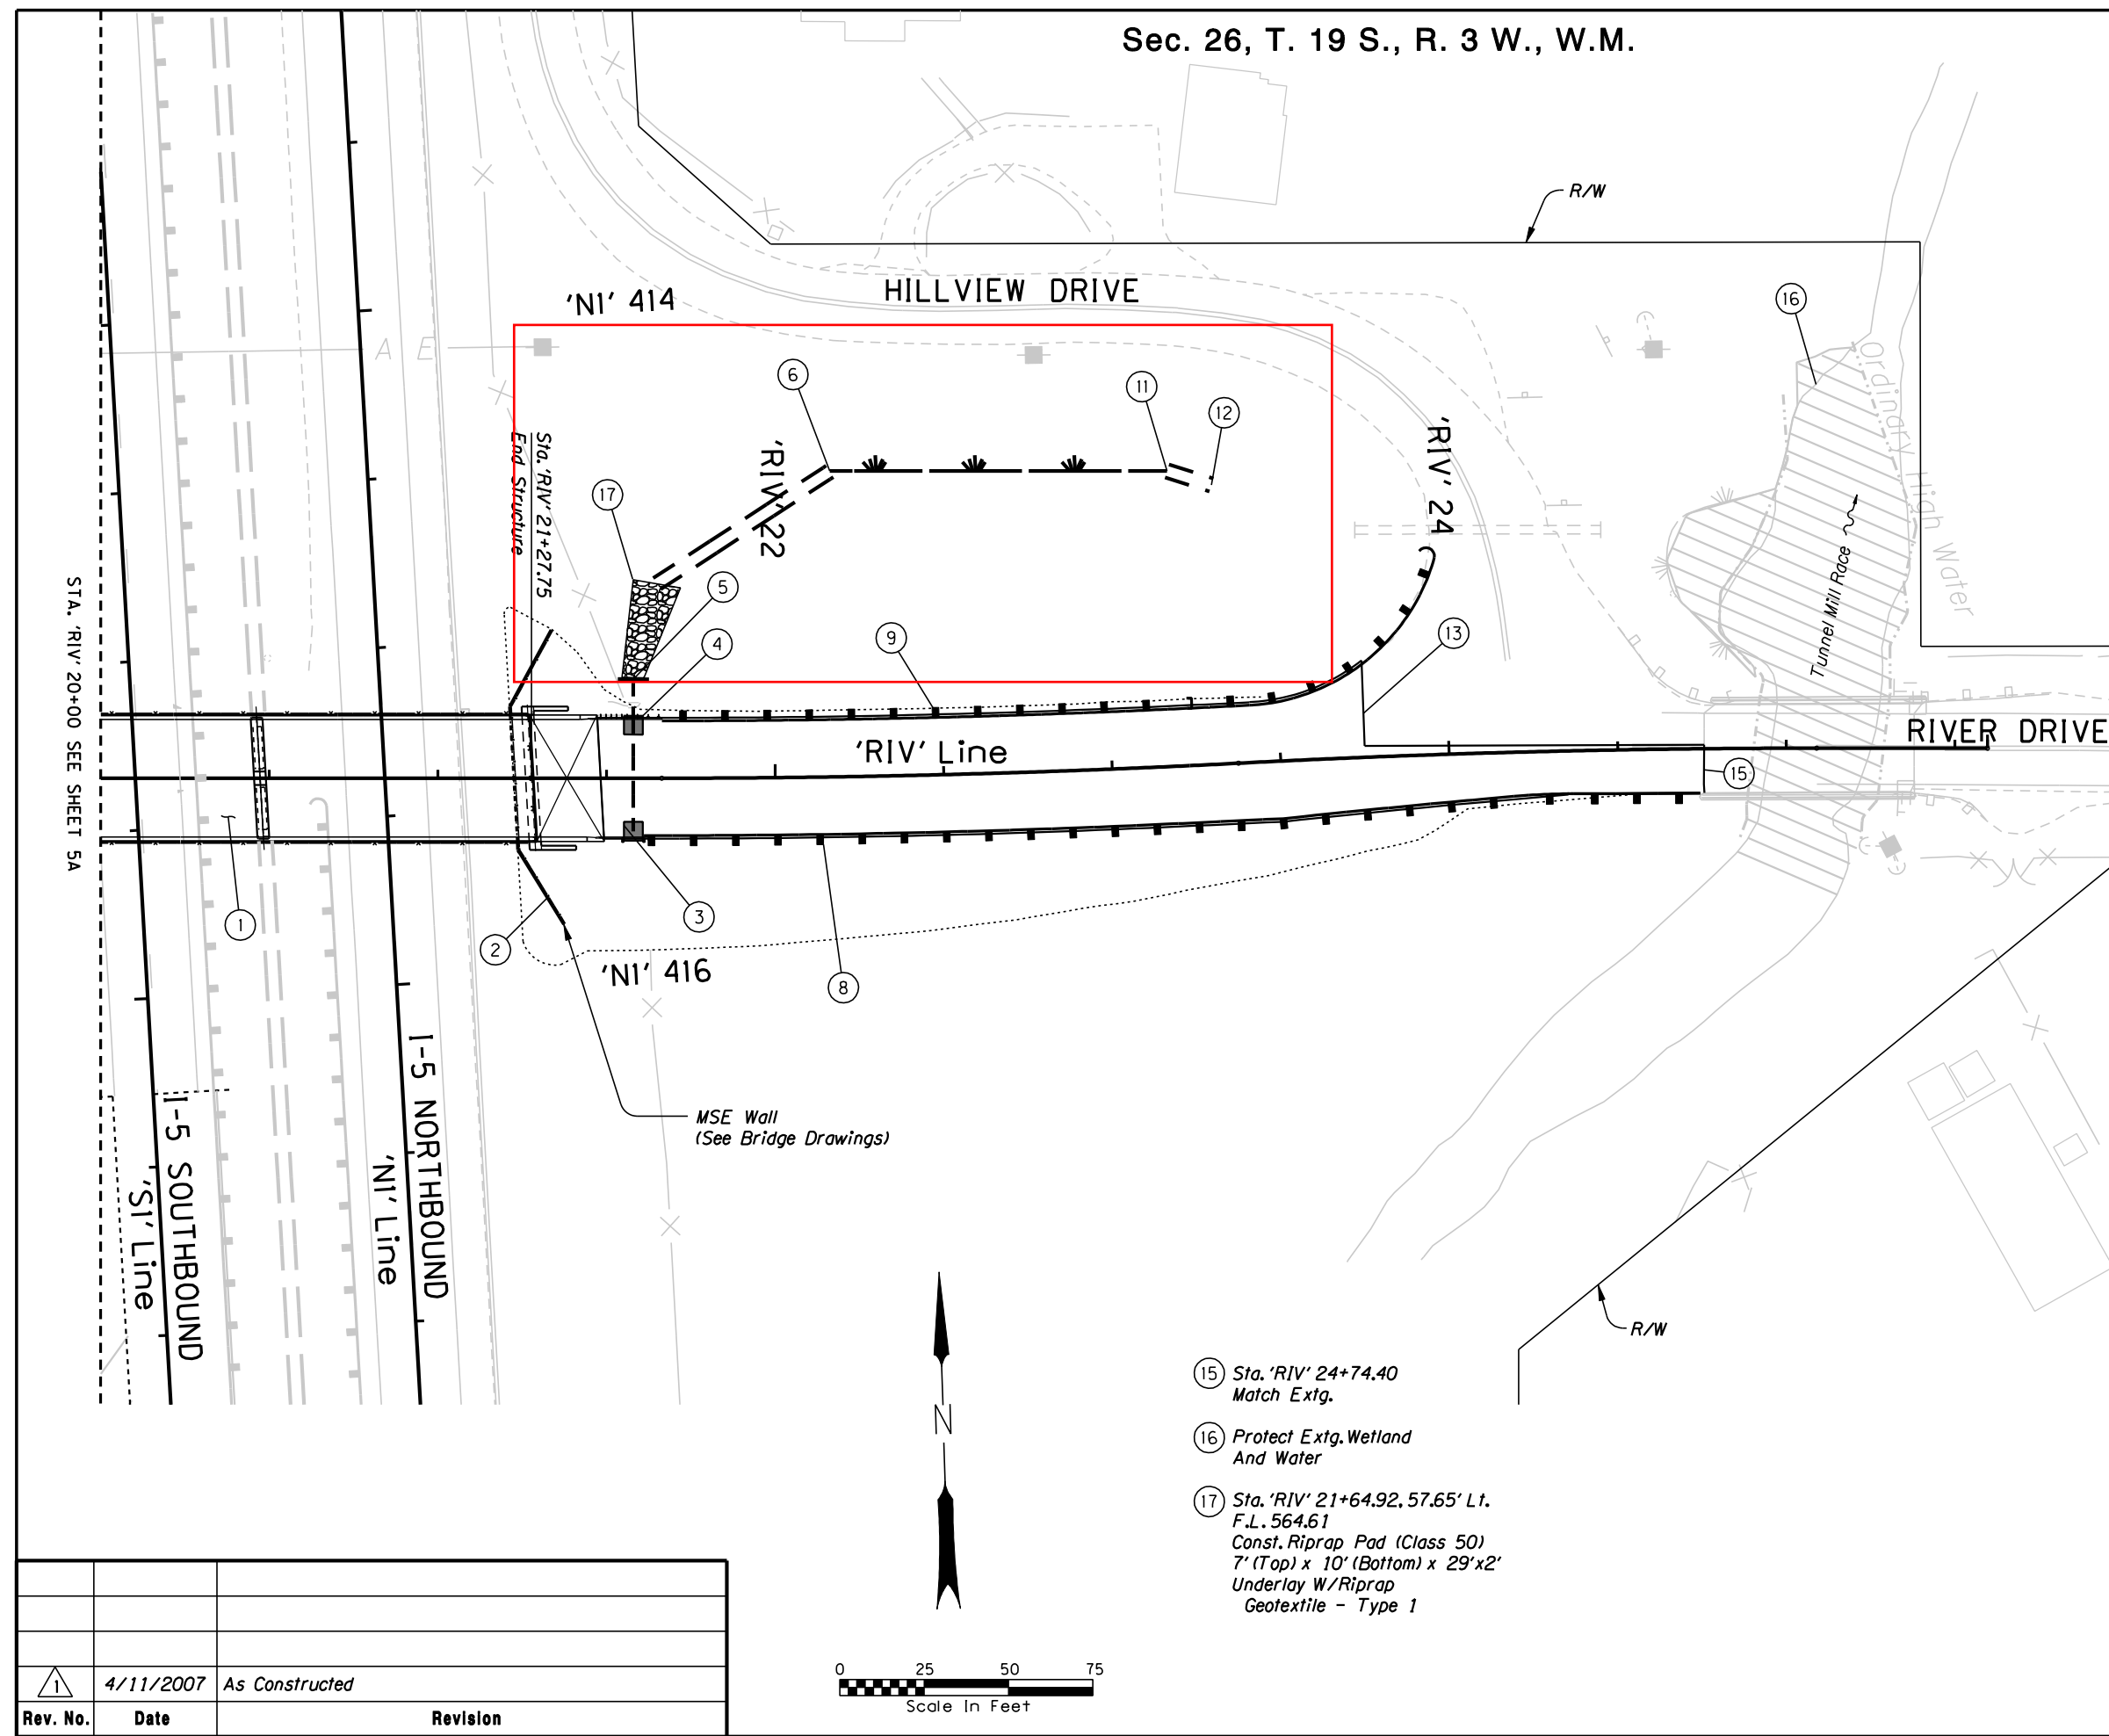 Sec. 26, T. 19 S., R. 3 W., W.M.
R/W
'N1' 414
HILLVIEW DRIVE
16
A E
6
11
12
Ordinary High Water
Sta. 'RIV' 21+27.75
End Structure
'RIV' 22
'RIV' 24
17
Tunnel Mill Race
5
4
9
13
STA. 'RIV' 20+00 SEE SHEET 5A
'RIV' Line
RIVER DRIVE
15
1
2
3
8
'N1' 416
I-5 NORTHBOUND
'N1' Line
I-5 SOUTHBOUND
'S1' Line
MSE Wall
(See Bridge Drawings)
R/W
N
15 Sta. 'RIV' 24+74.40
Match Extg.
16 Protect Extg. Wetland
And Water
17 Sta. 'RIV' 21+64.92, 57.65' Lt.
F.L. 564.61
Const. Riprap Pad (Class 50)
7' (Top) x 10' (Bottom) x 29'x2'
Underlay W/Riprap
Geotextile - Type 1
0 25 50 75
Scale In Feet
1 4/11/2007 As Constructed
Rev. No. Date Revision